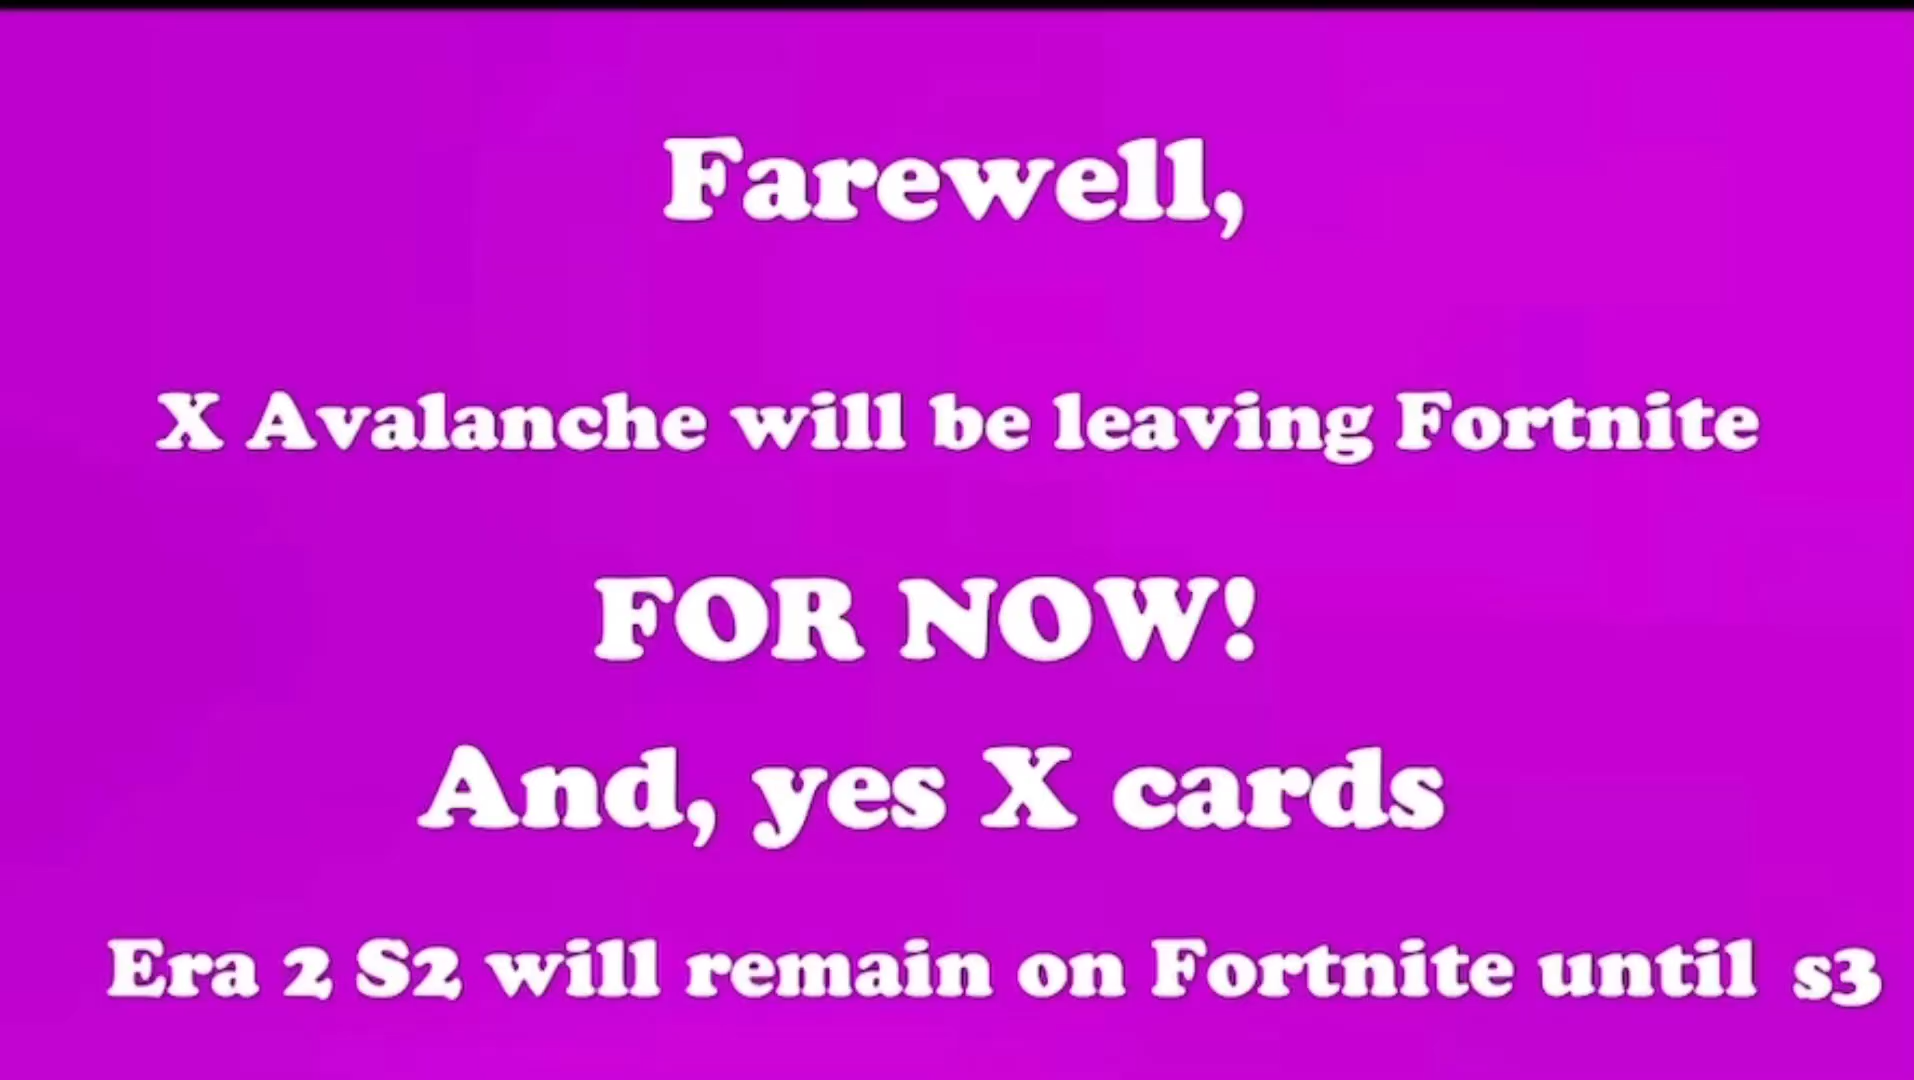 Farewell,
X Avalanche will be leaving Fortnite
FOR NOW!
And, yes X cards
Era 2 S2 will remain on Fortnite until s3